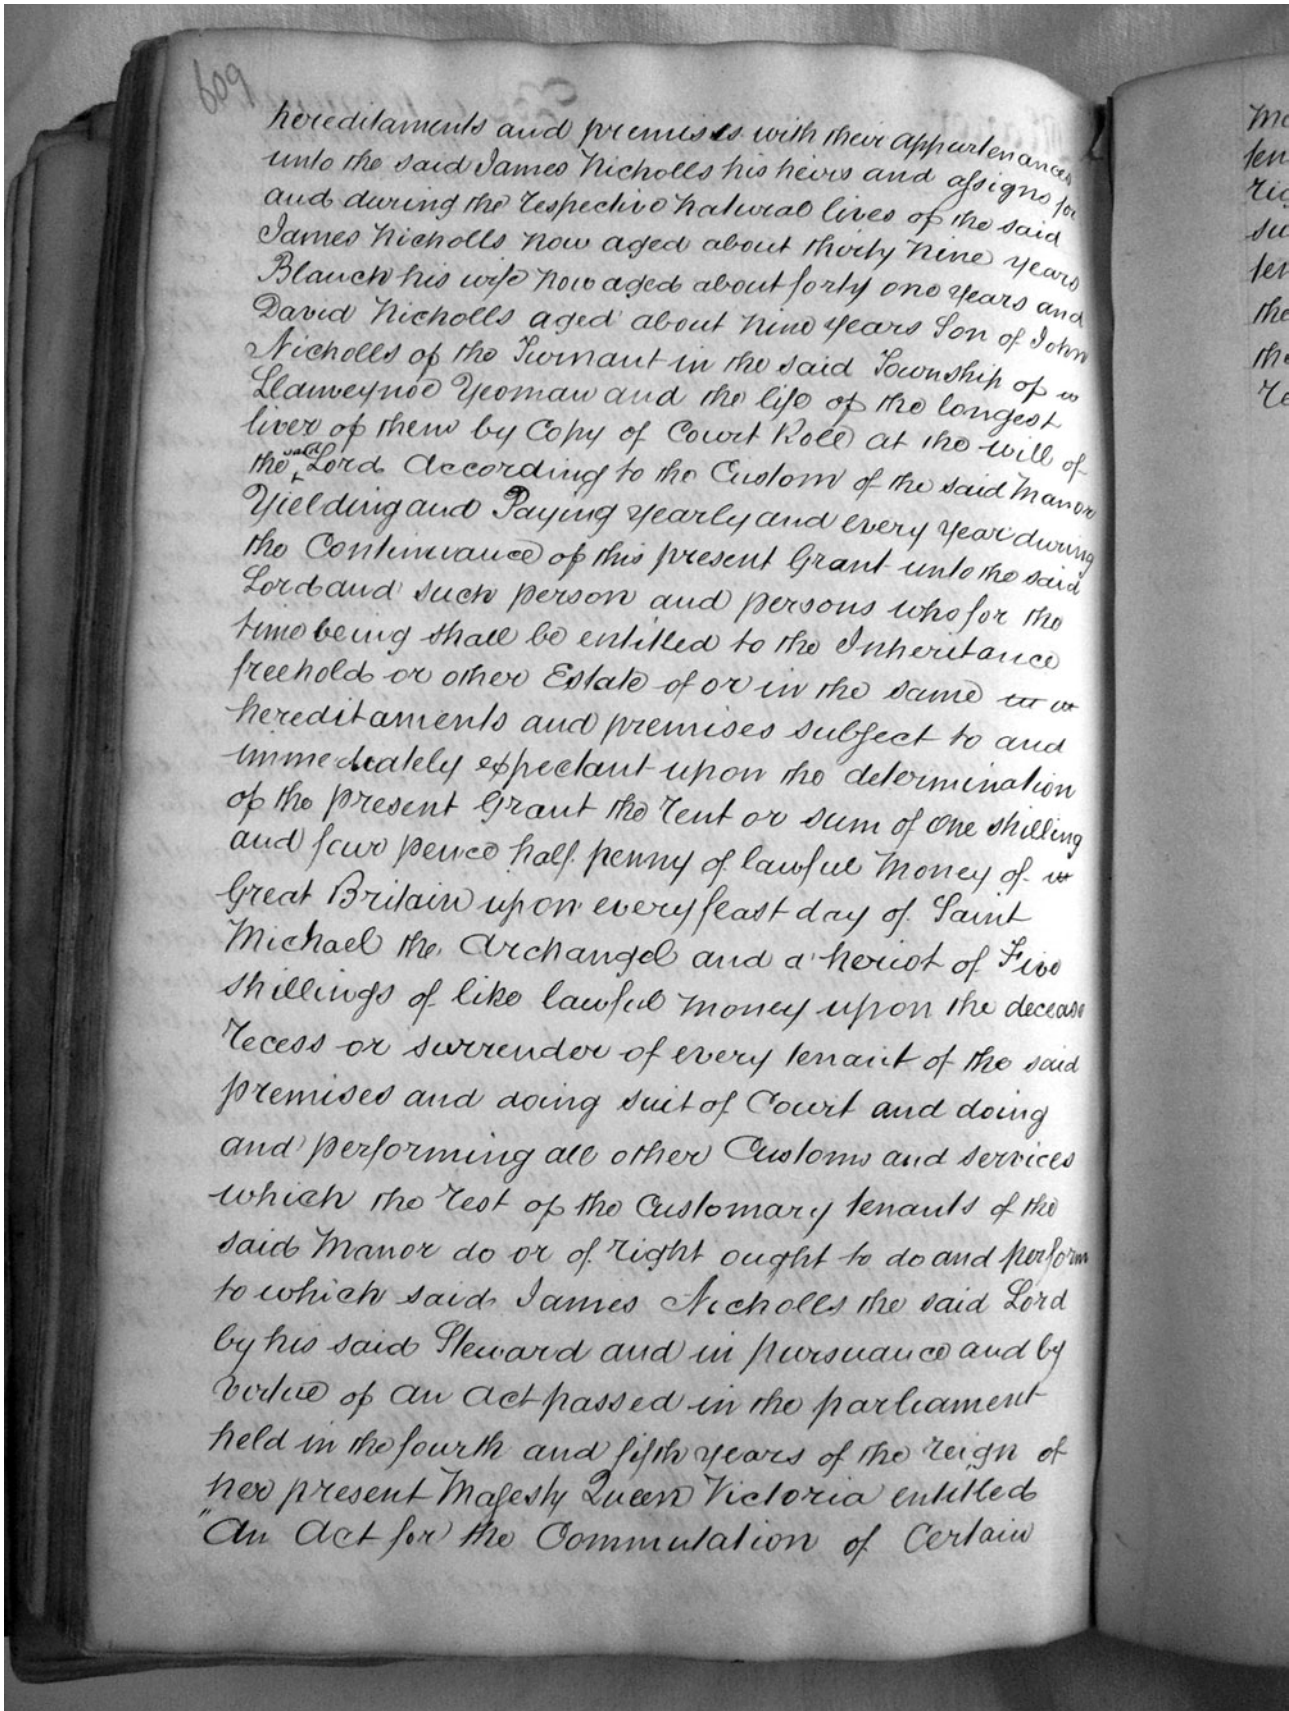 609
hereditaments and premises with their appurtenances
unto the said James Nicholls his heirs and assigns for
and during the respective natural lives of the said
James Nicholls now aged about thirty nine years
Blanch his wife now aged about forty one years and
David Nicholls aged about nine years Son of John
Nicholls of the Turnant in the said Township of
Llanveynoe Yeoman and the life of the longest
liver of them by Copy of Court Roll at the will of
the said Lord According to the Custom of the said Manor
Yielding and Paying yearly and every year during
the Continuance of this present Grant unto the said
Lord and such person and persons who for the
time being shall be entitled to the Inheritance
freehold or other Estate of or in the same
hereditaments and premises subject to and
immediately expectant upon the determination
of the present Grant the rent or sum of one shilling
and four pence half penny of lawful Money of
Great Britain upon every feast day of Saint
Michael the Archangel and a heriot of Five
shillings of like lawful money upon the decease
recess or surrender of every tenant of the said
premises and doing suit of Court and doing
and performing all other Customs and services
which the rest of the Customary tenants of the
said Manor do or of right ought to do and perform
to which said James Nicholls the said Lord
by his said Steward and in pursuance and by
virtue of an Act passed in the parliament
held in the fourth and fifth years of the reign of
her present Majesty Queen Victoria entitled
"An Act for the Commutation of Certain